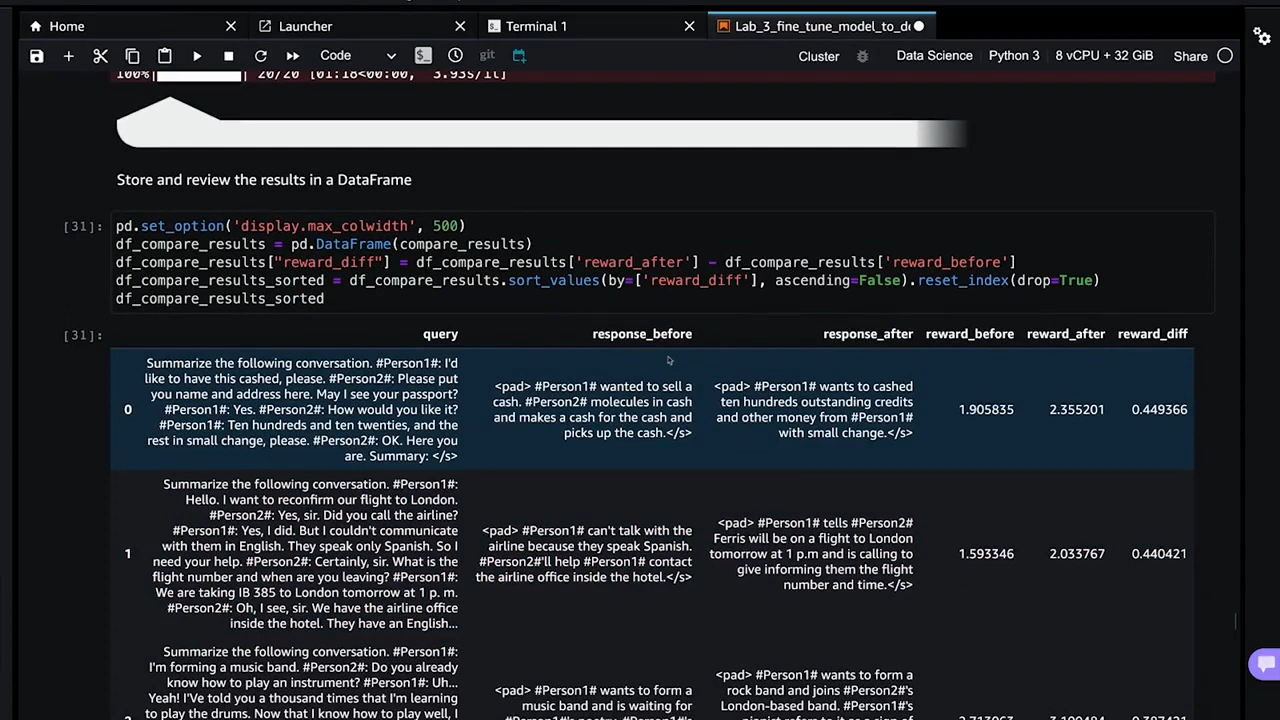 Home
Launcher
Terminal 1
Lab_3_fine_tune_model_to_de
Code
git
Cluster
Data Science
Python 3
8 vCPU + 32 GiB
Share
100%| | 20/20 [01:18<00:00, 3.93s/it]
Store and review the results in a DataFrame
[31]:
pd.set_option('display.max_colwidth', 500)
df_compare_results = pd.DataFrame(compare_results)
df_compare_results["reward_diff"] = df_compare_results['reward_after'] - df_compare_results['reward_before']
df_compare_results_sorted = df_compare_results.sort_values(by=['reward_diff'], ascending=False).reset_index(drop=True)
df_compare_results_sorted
[31]:
query response_before response_after reward_before reward_after reward_diff
0
Summarize the following conversation. #Person1#: I'd
like to have this cashed, please. #Person2#: Please put
you name and address here. May I see your passport?
#Person1#: Yes. #Person2#: How would you like it?
#Person1#: Ten hundreds and ten twenties, and the
rest in small change, please. #Person2#: OK. Here you
are. Summary: </s>
<pad> #Person1# wanted to sell a
cash. #Person2# molecules in cash
and makes a cash for the cash and
picks up the cash.</s>
<pad> #Person1# wants to cashed
ten hundreds outstanding credits
and other money from #Person1#
with small change.</s>
1.905835
2.355201
0.449366
1
Summarize the following conversation. #Person1#:
Hello. I want to reconfirm our flight to London.
#Person2#: Yes, sir. Did you call the airline?
#Person1#: Yes, I did. But I couldn't communicate
with them in English. They speak only Spanish. So I
need your help. #Person2#: Certainly, sir. What is the
flight number and when are you leaving? #Person1#:
We are taking IB 385 to London tomorrow at 1 p. m.
#Person2#: Oh, I see, sir. We have the airline office
inside the hotel. They have an English...
<pad> #Person1# can't talk with the
airline because they speak Spanish.
#Person2#'ll help #Person1# contact
the airline office inside the hotel.</s>
<pad> #Person1# tells #Person2#
Ferris will be on a flight to London
tomorrow at 1 p.m and is calling to
give informing them the flight
number and time.</s>
1.593346
2.033767
0.440421
Summarize the following conversation. #Person1#:
I'm forming a music band. #Person2#: Do you already
know how to play an instrument? #Person1#: Uh...
Yeah! I've told you a thousand times that I'm learning
to play the drums. Now that I know how to play well, I
<pad> #Person1# wants to form a
music band and is waiting for
<pad> #Person1# wants to form a
rock band and joins #Person2#'s
London-based band. #Person1#'s